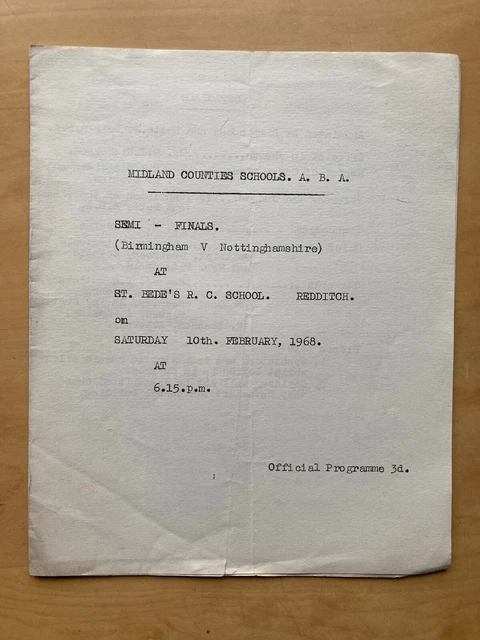 MIDLAND COUNTIES SCHOOLS. A. B. A.
SEMI - FINALS.
(Birmingham V Nottinghamshire)
AT
ST. BEDE'S R. C. SCHOOL. REDDITCH.
on
SATURDAY 10th. FEBRUARY, 1968.
AT
6.15.p.m.
Official Programme 3d.